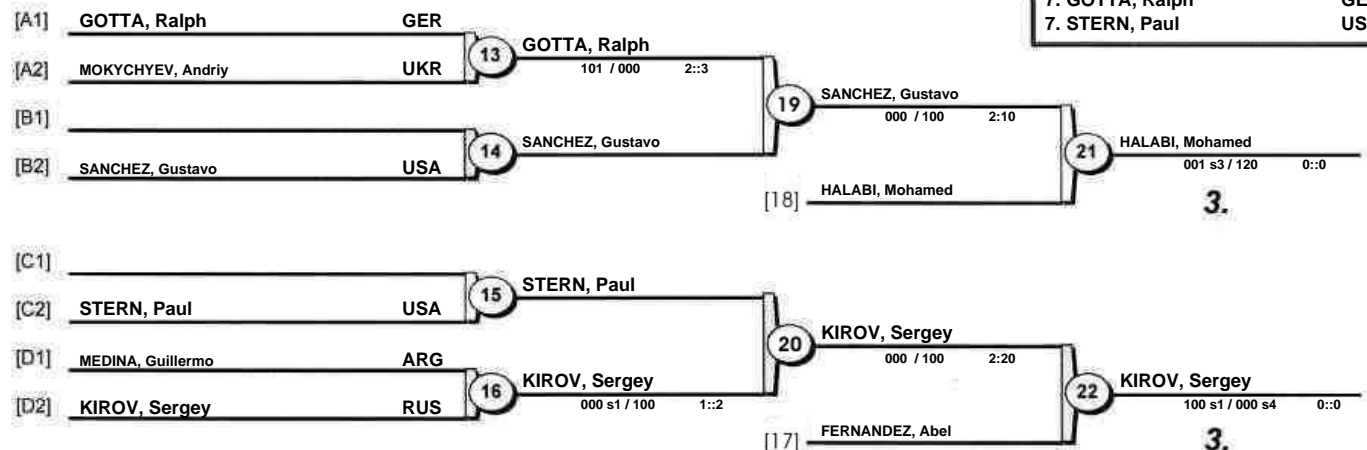 7. GOTTA, Ralph GE
7. STERN, Paul US
[A1] GOTTA, Ralph GER
13 GOTTA, Ralph
101 / 000 2::3
[A2] MOKYCHYEV, Andriy UKR
19 SANCHEZ, Gustavo
000 / 100 2:10
[B1]
14 SANCHEZ, Gustavo
21 HALABI, Mohamed
001 s3 / 120 0::0
[B2] SANCHEZ, Gustavo USA
[18] HALABI, Mohamed
3.
[C1]
15 STERN, Paul
[C2] STERN, Paul USA
20 KIROV, Sergey
000 / 100 2:20
[D1] MEDINA, Guillermo ARG
16 KIROV, Sergey
000 s1 / 100 1::2
22 KIROV, Sergey
100 s1 / 000 s4 0::0
[D2] KIROV, Sergey RUS
[17] FERNANDEZ, Abel
3.